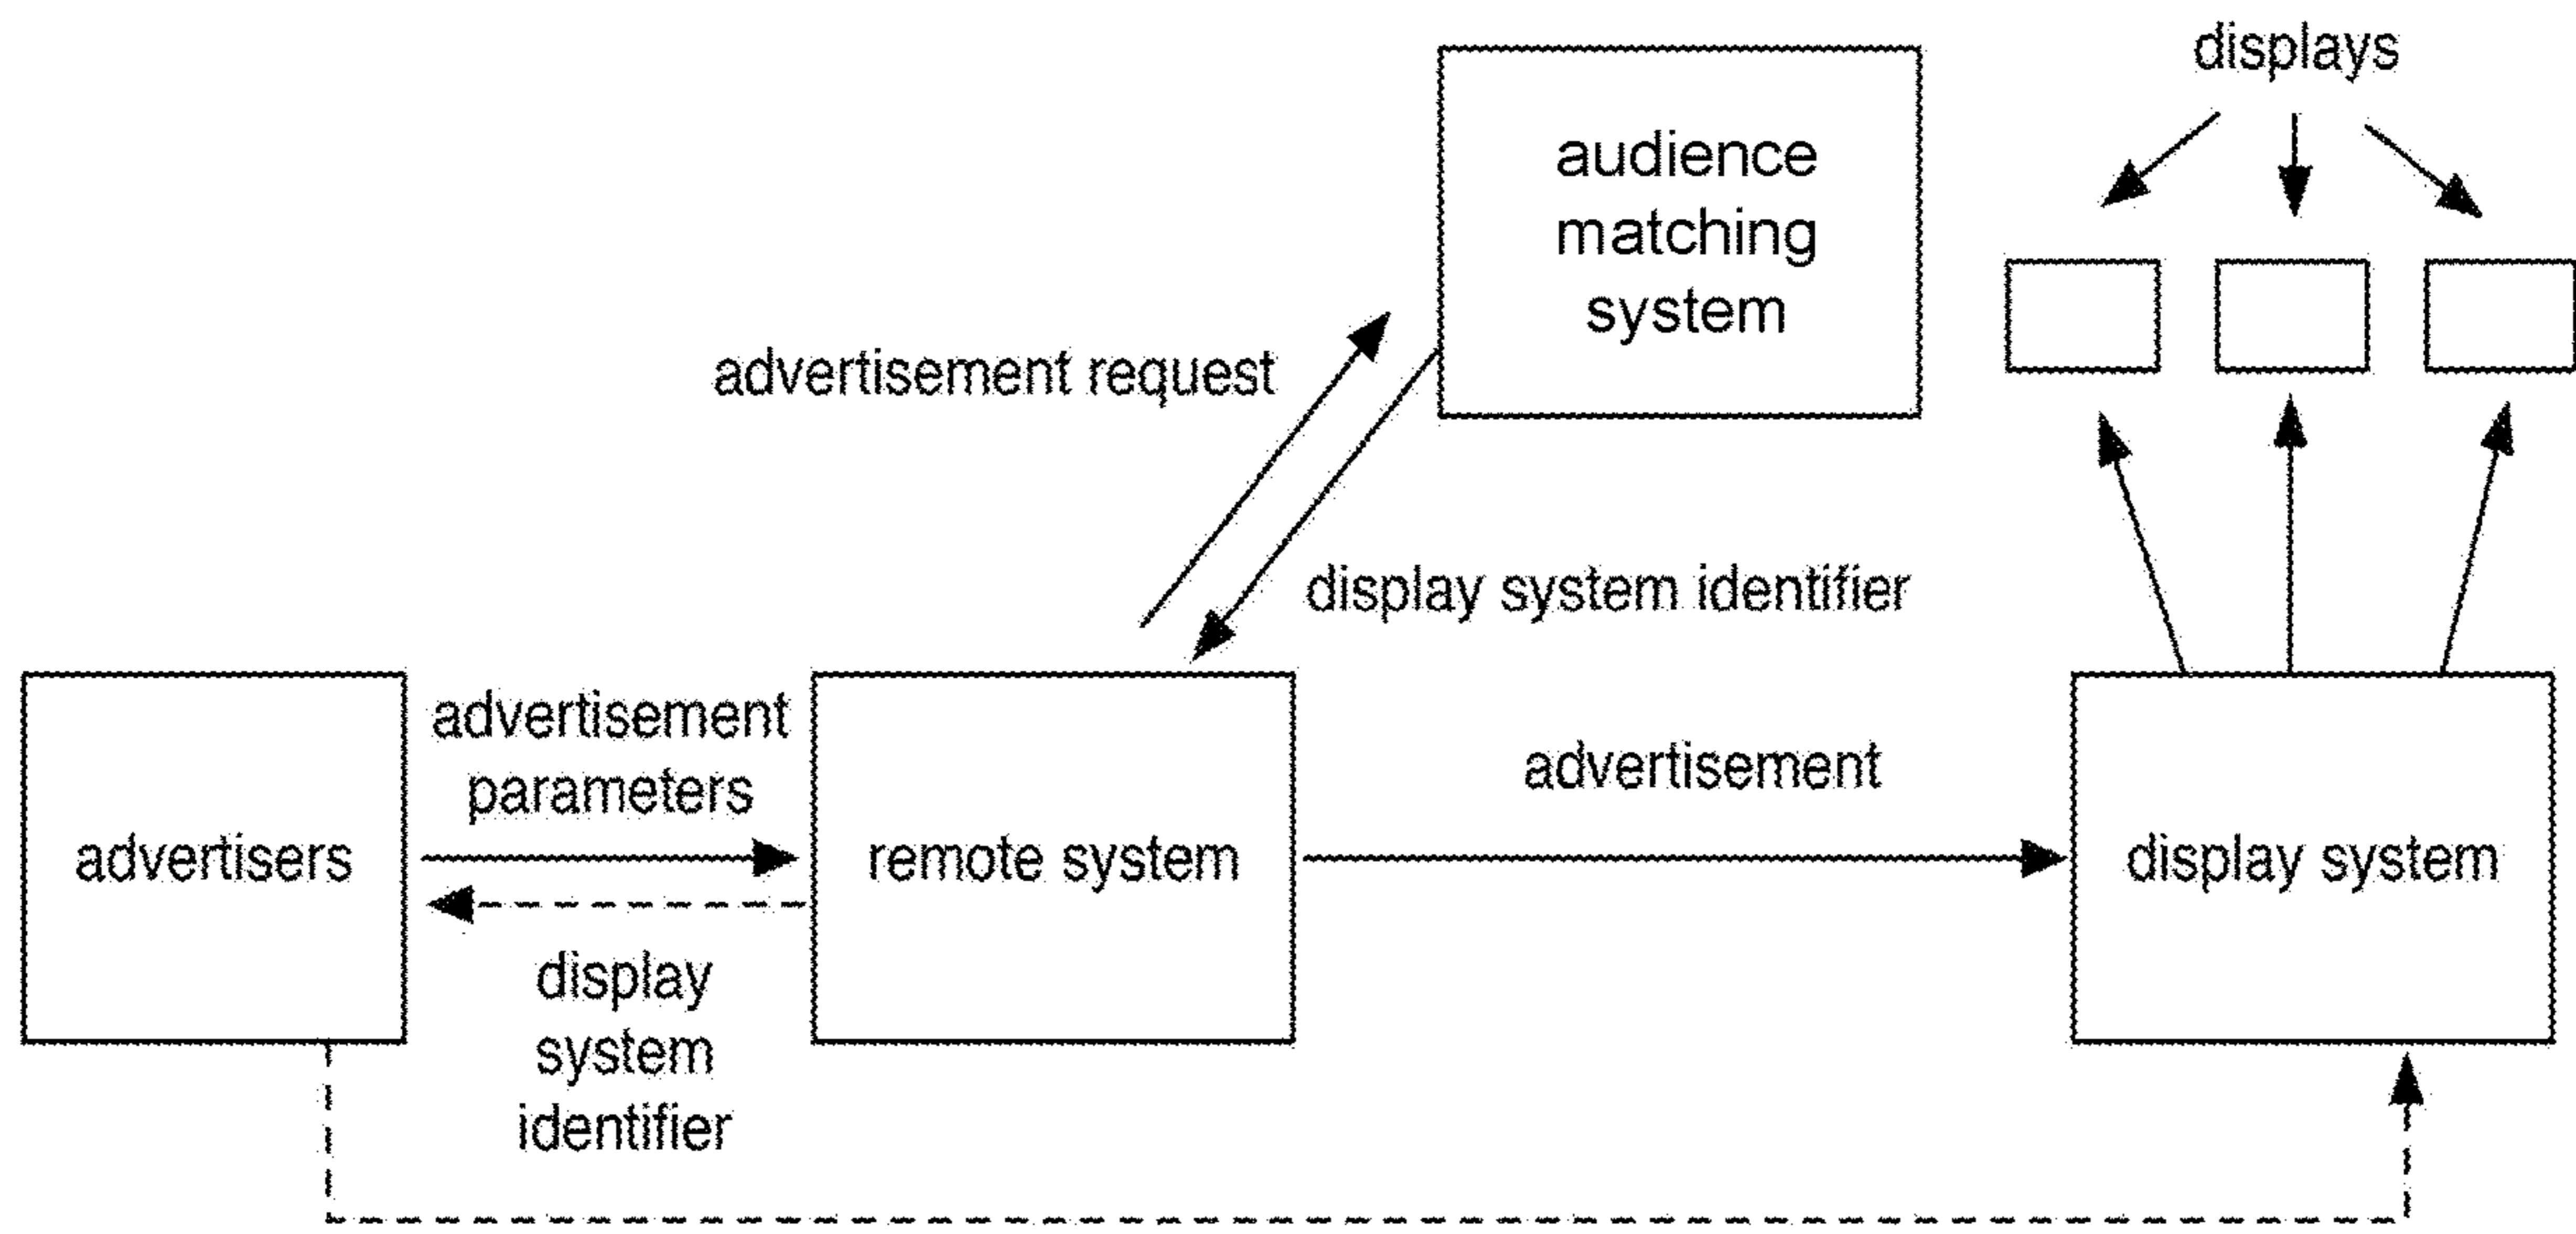 displays
audience
matching
system
advertisement request
display system identifier
advertisement
parameters
advertisement
advertisers
remote system
display system
display
system
identifier